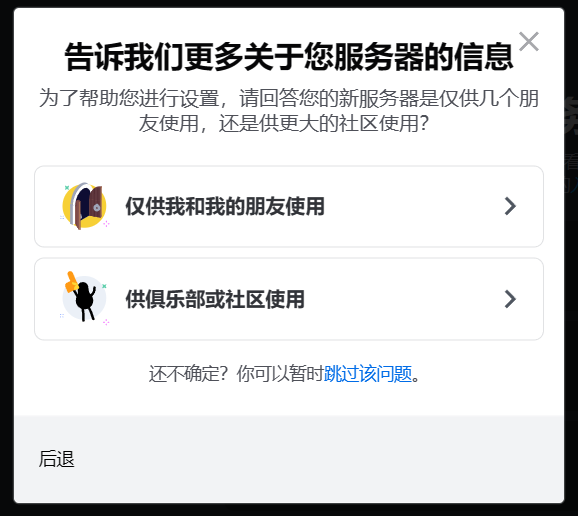 告诉我们更多关于您服务器的信息
为了帮助您进行设置，请回答您的新服务器是仅供几个朋
友使用，还是供更大的社区使用？
仅供我和我的朋友使用
供俱乐部或社区使用
还不确定？你可以暂时跳过该问题。
后退